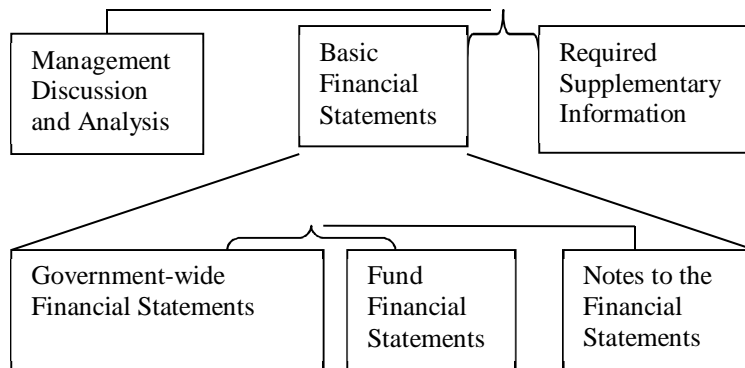 Management
Discussion
and Analysis
Basic
Financial
Statements
Required
Supplementary
Information
Government-wide
Financial Statements
Fund
Financial
Statements
Notes to the
Financial
Statements